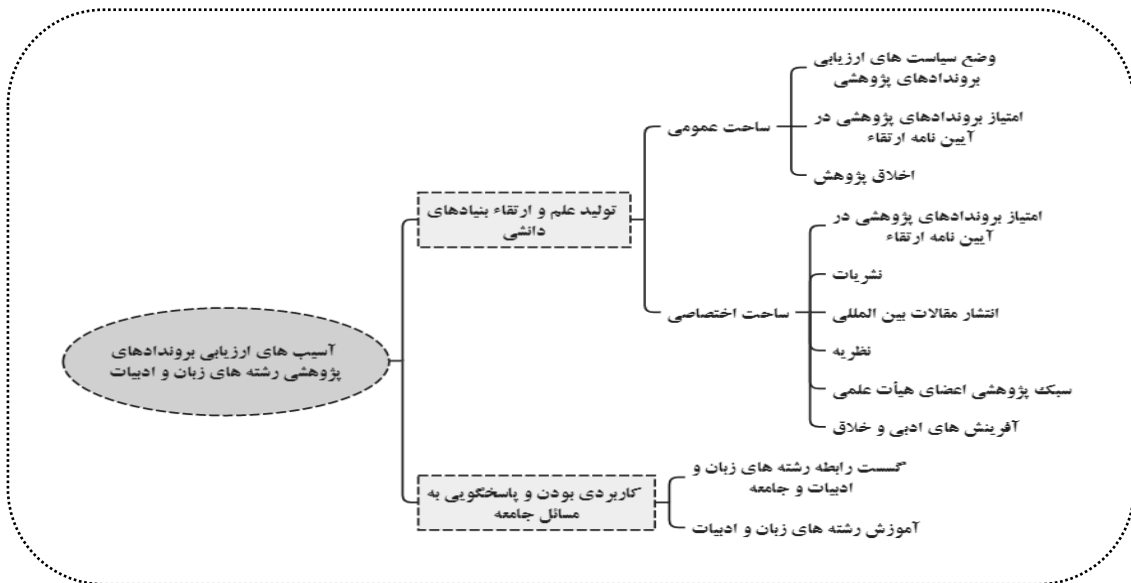 آسیب های ارزیابی بروندادهای
پژوهشی رشته های زبان و ادبیات
تولید علم و ارتقاء بنیادهای
دانشی
ساحت عمومی
وضع سیاست های ارزیابی
بروندادهای پژوهشی
امتیاز بروندادهای پژوهشی در
آیین نامه ارتقاء
اخلاق پژوهش
ساحت اختصاصی
امتیاز بروندادهای پژوهشی در
آیین نامه ارتقاء
نشریات
انتشار مقالات بین المللی
نظریه
سبک پژوهشی اعضای هیأت علمی
آفرینش های ادبی و خلاق
کاربردی بودن و پاسخگویی به
مسائل جامعه
گسست رابطه رشته های زبان و
ادبیات و جامعه
آموزش رشته های زبان و ادبیات